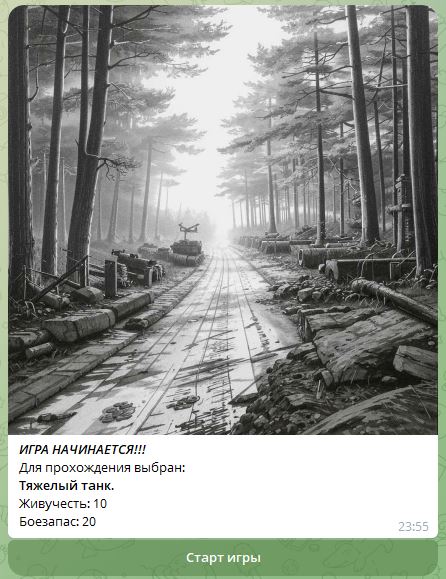 ИГРА НАЧИНАЕТСЯ!!!
Для прохождения выбран:
Тяжелый танк.
Живучесть: 10
Боезапас: 20
23:55
Старт игры